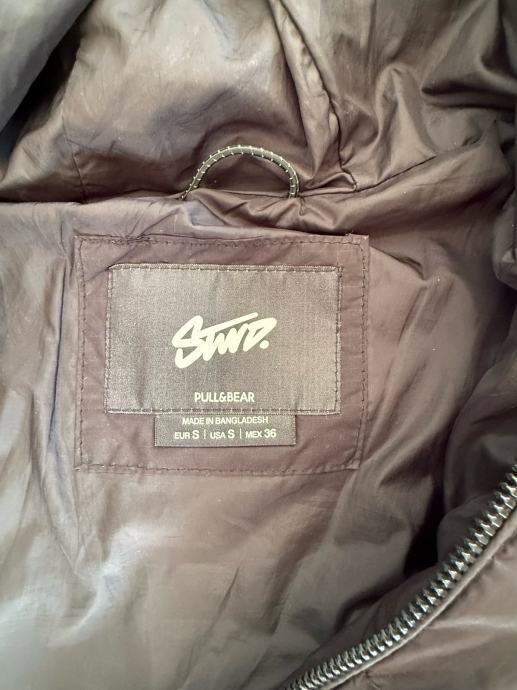 STWD.
PULL&BEAR
MADE IN BANGLADESH
EUR S | USA S | MEX 36